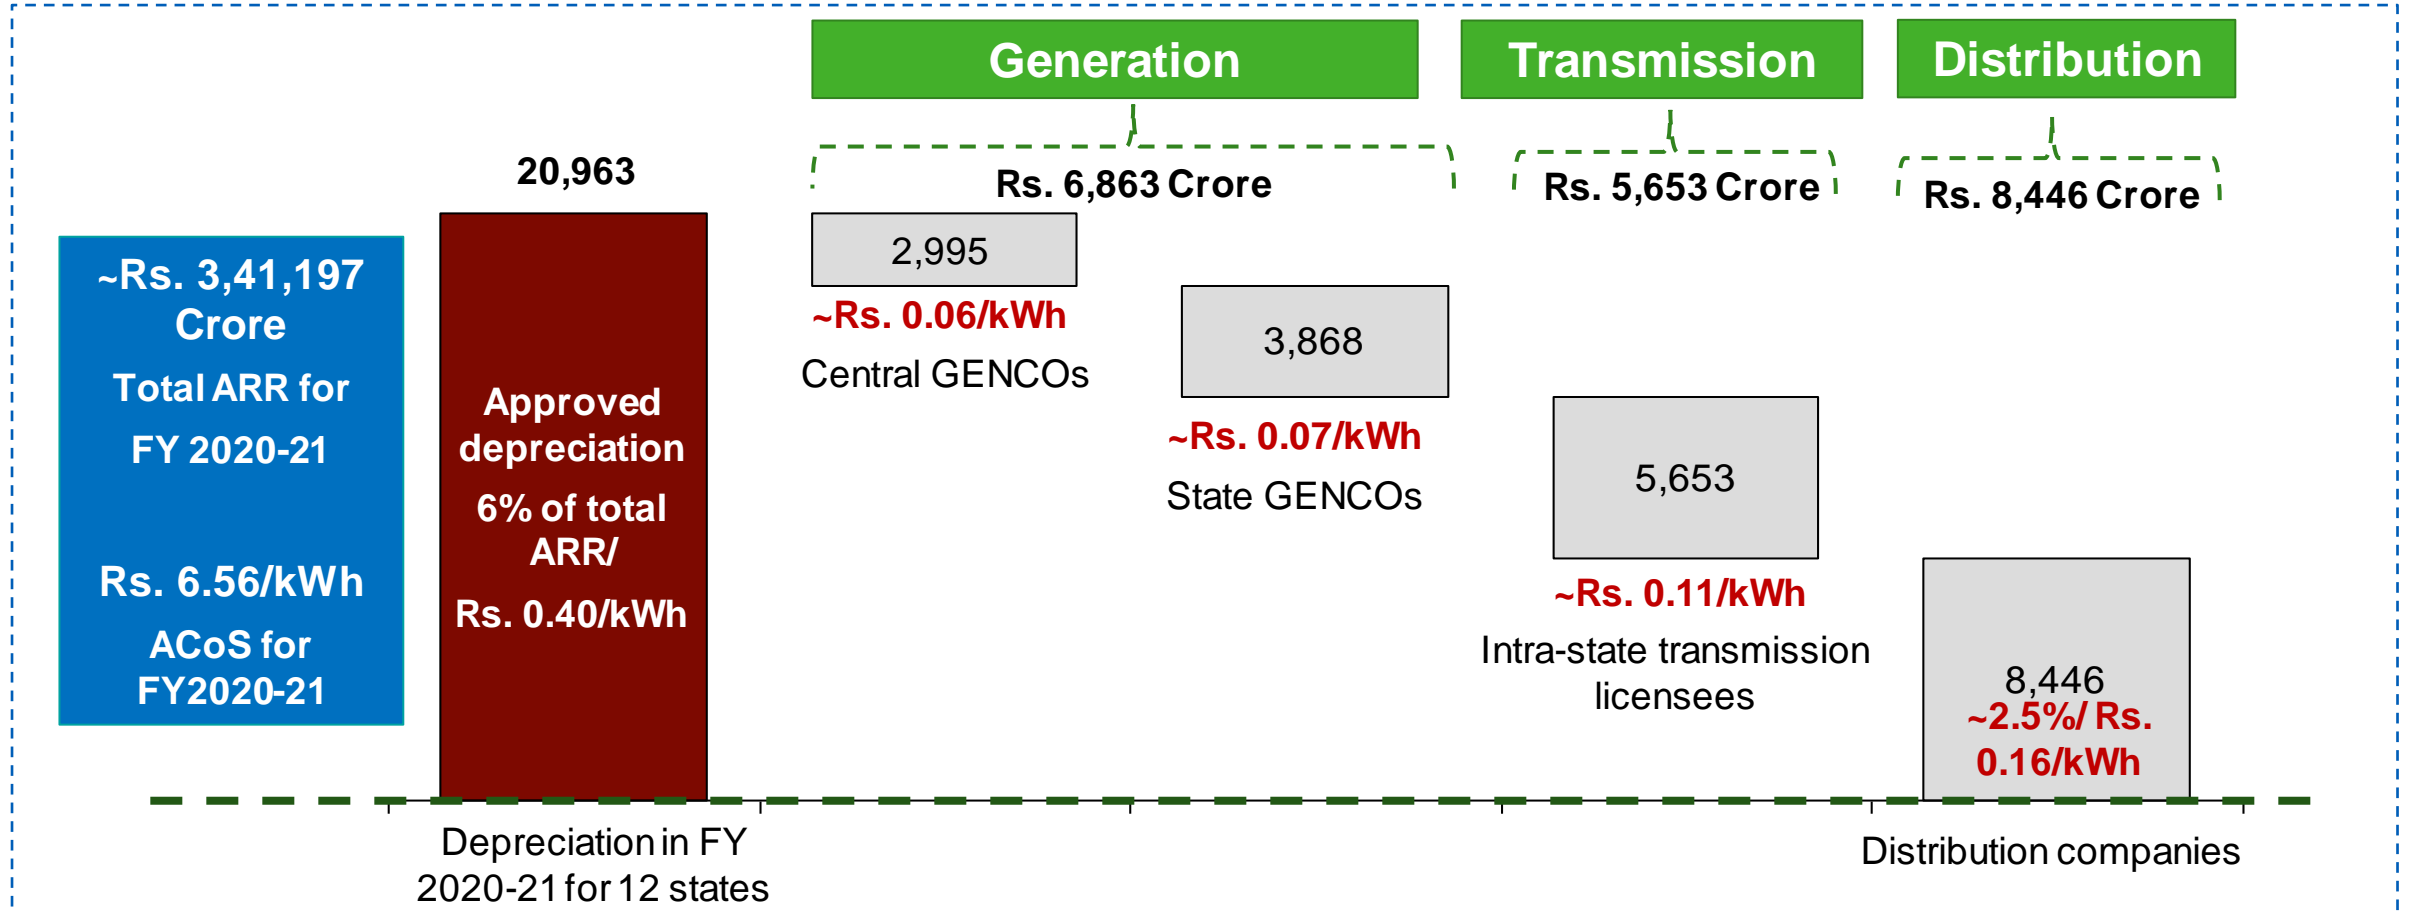 Generation
Transmission
Distribution
20,963
Rs. 6,863 Crore
Rs. 5,653 Crore
Rs. 8,446 Crore
~Rs. 3,41,197
Crore
Total ARR for
FY 2020-21
Rs. 6.56/kWh
ACoS for
FY2020-21
Approved
depreciation
6% of total
ARR/
Rs. 0.40/kWh
2,995
~Rs. 0.06/kWh
Central GENCOs
3,868
~Rs. 0.07/kWh
State GENCOs
5,653
~Rs. 0.11/kWh
Intra-state transmission
licensees
8,446
~2.5%/ Rs.
0.16/kWh
Depreciation in FY
2020-21 for 12 states
Distribution companies